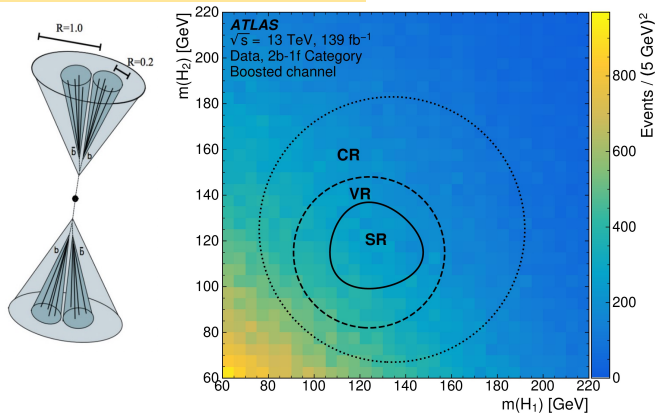 R=1.0
R=0.2
b̄
b
b
b̄
ATLAS
√s = 13 TeV, 139 fb⁻¹
Data, 2b-1f Category
Boosted channel
CR
VR
SR
m(H₂) [GeV]
220
200
180
160
140
120
100
80
60
60 80 100 120 140 160 180 200 220
m(H₁) [GeV]
Events / (5 GeV)²
800
600
400
200
0